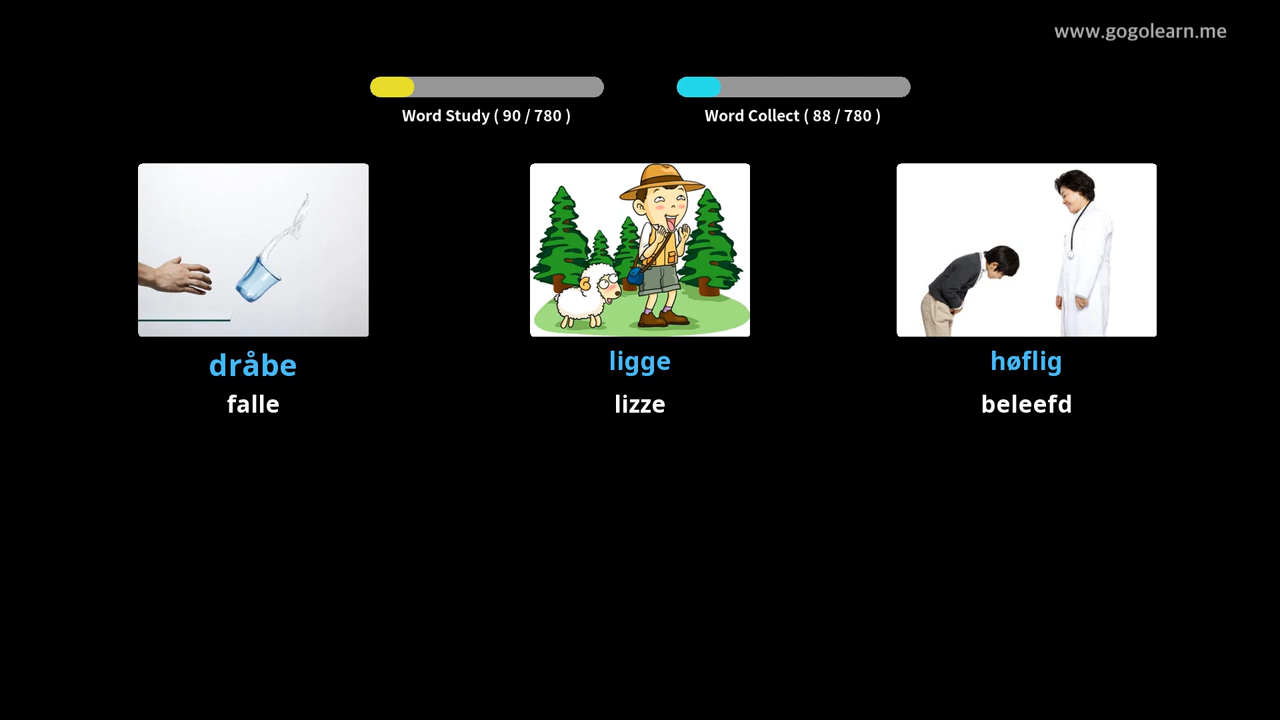 www.gogolearn.me
Word Study ( 90 / 780 )
Word Collect ( 88 / 780 )
dråbe
falle
ligge
lizze
høflig
beleefd